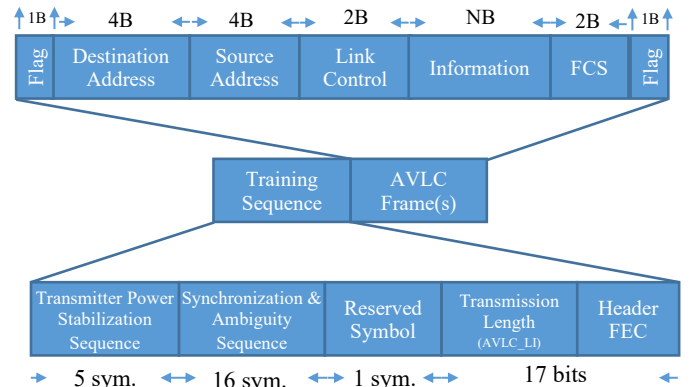 1B 4B 4B 2B NB 2B 1B
Flag
Destination
Address
Source
Address
Link
Control
Information
FCS
Flag
Training
Sequence
AVLC
Frame(s)
Transmitter Power
Stabilization
Sequence
Synchronization &
Ambiguity
Sequence
Reserved
Symbol
Transmission
Length
(AVLC_LI)
Header
FEC
5 sym. 16 sym. 1 sym. 17 bits